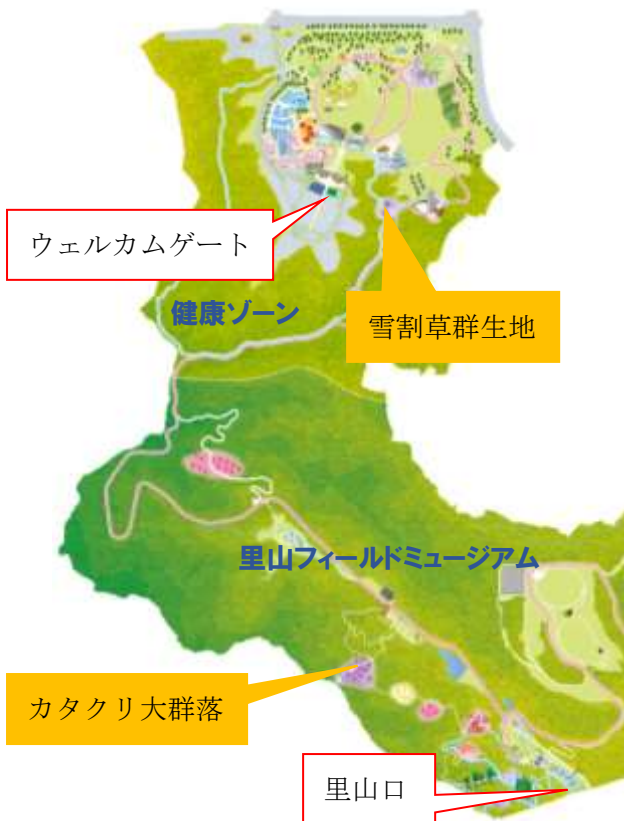 ウェルカムゲート
健康ゾーン
雪割草群生地
里山フィールドミュージアム
カタクリ大群落
里山口